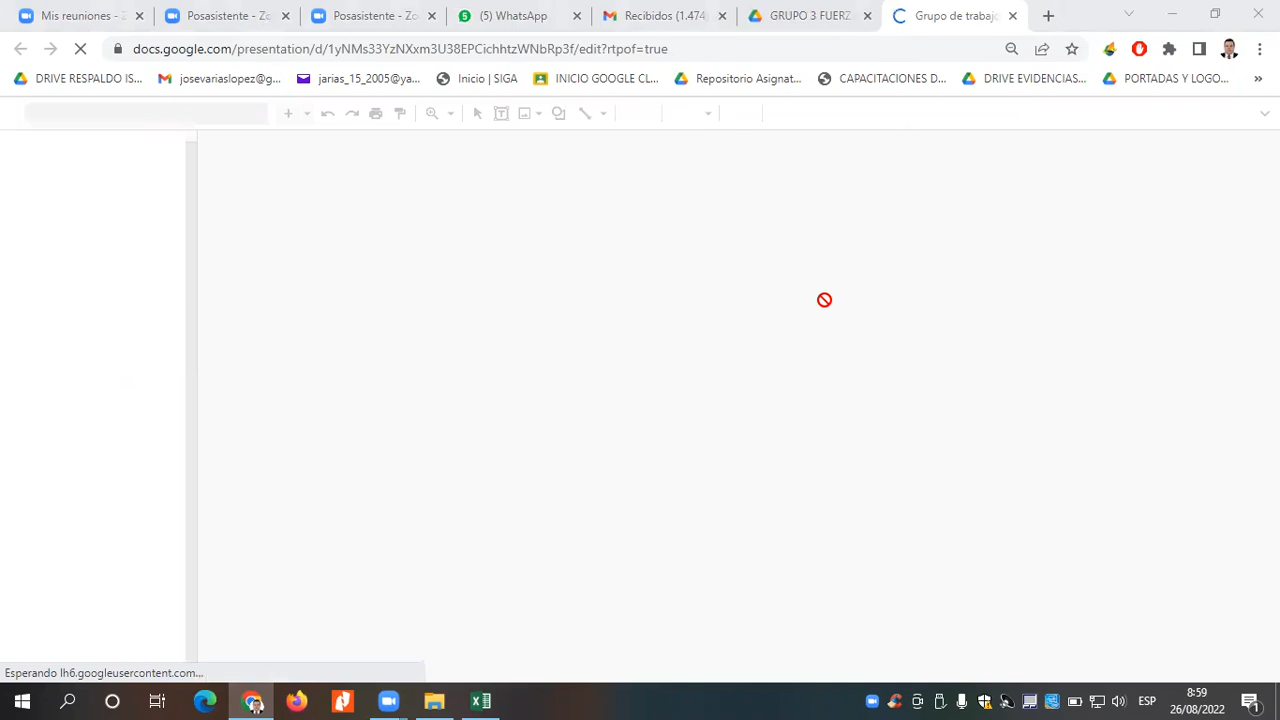 Mis reuniones - Z
Posasistente - Zo
Posasistente - Zo
(5) WhatsApp
Recibidos (1.474
GRUPO 3 FUERZ
Grupo de trabajo
docs.google.com/presentation/d/1yNMs33YzNXxm3U38EPCichhtzWNbRp3f/edit?rtpof=true
DRIVE RESPALDO IS...
josevariaslopez@g...
jarias_15_2005@ya...
Inicio | SIGA
INICIO GOOGLE CL...
Repositorio Asignat...
CAPACITACIONES D...
DRIVE EVIDENCIAS...
PORTADAS Y LOGO...
»
Esperando lh6.googleusercontent.com...
ESP
8:59
26/08/2022
1